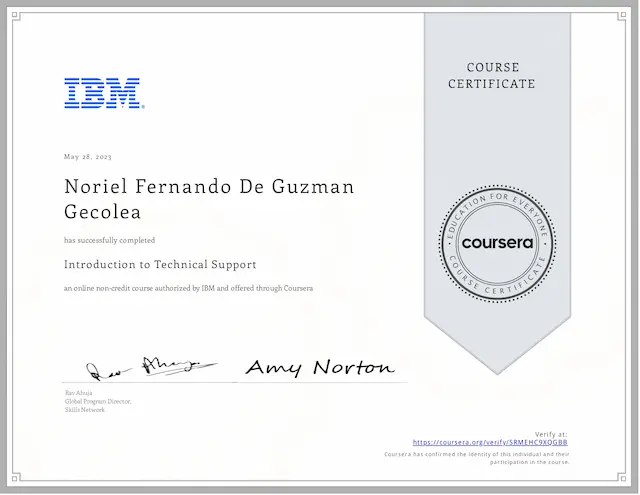 COURSE
CERTIFICATE
IBM
May 28, 2023
Noriel Fernando De Guzman
Gecolea
has successfully completed
Introduction to Technical Support
an online non-credit course authorized by IBM and offered through Coursera
EDUCATION FOR EVERYONE
coursera
COURSE CERTIFICATE
Rav Ahuja
Amy Norton
Rav Ahuja
Global Program Director,
Skills Network
Verify at:
https://coursera.org/verify/SRMEHC9XQGBB
Coursera has confirmed the identity of this individual and their
participation in the course.